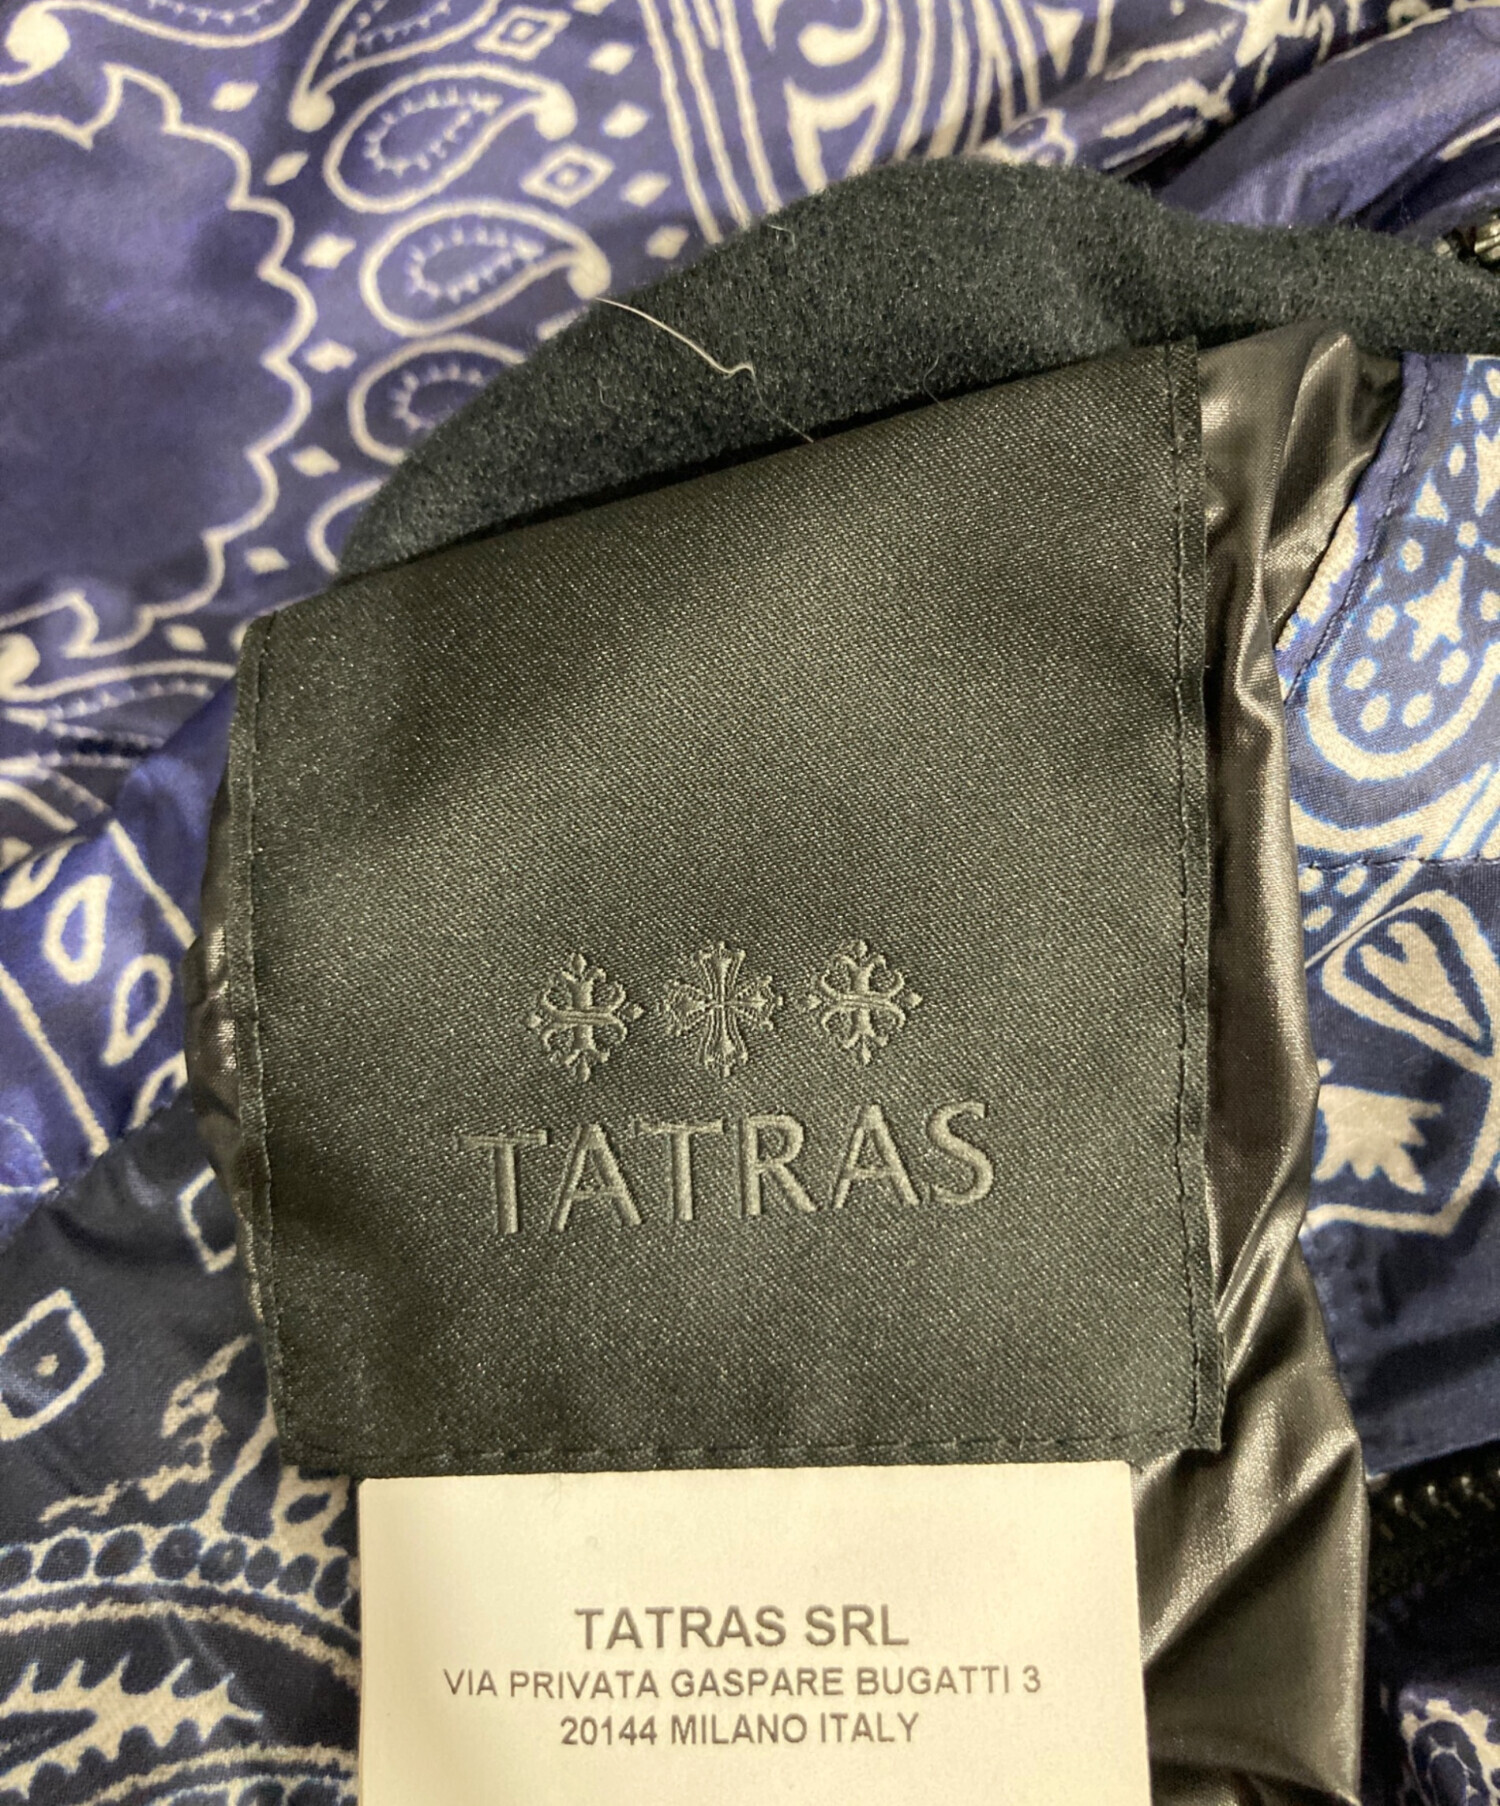 TATRAS
TATRAS SRL
VIA PRIVATA GASPARE BUGATTI 3
20144 MILANO ITALY